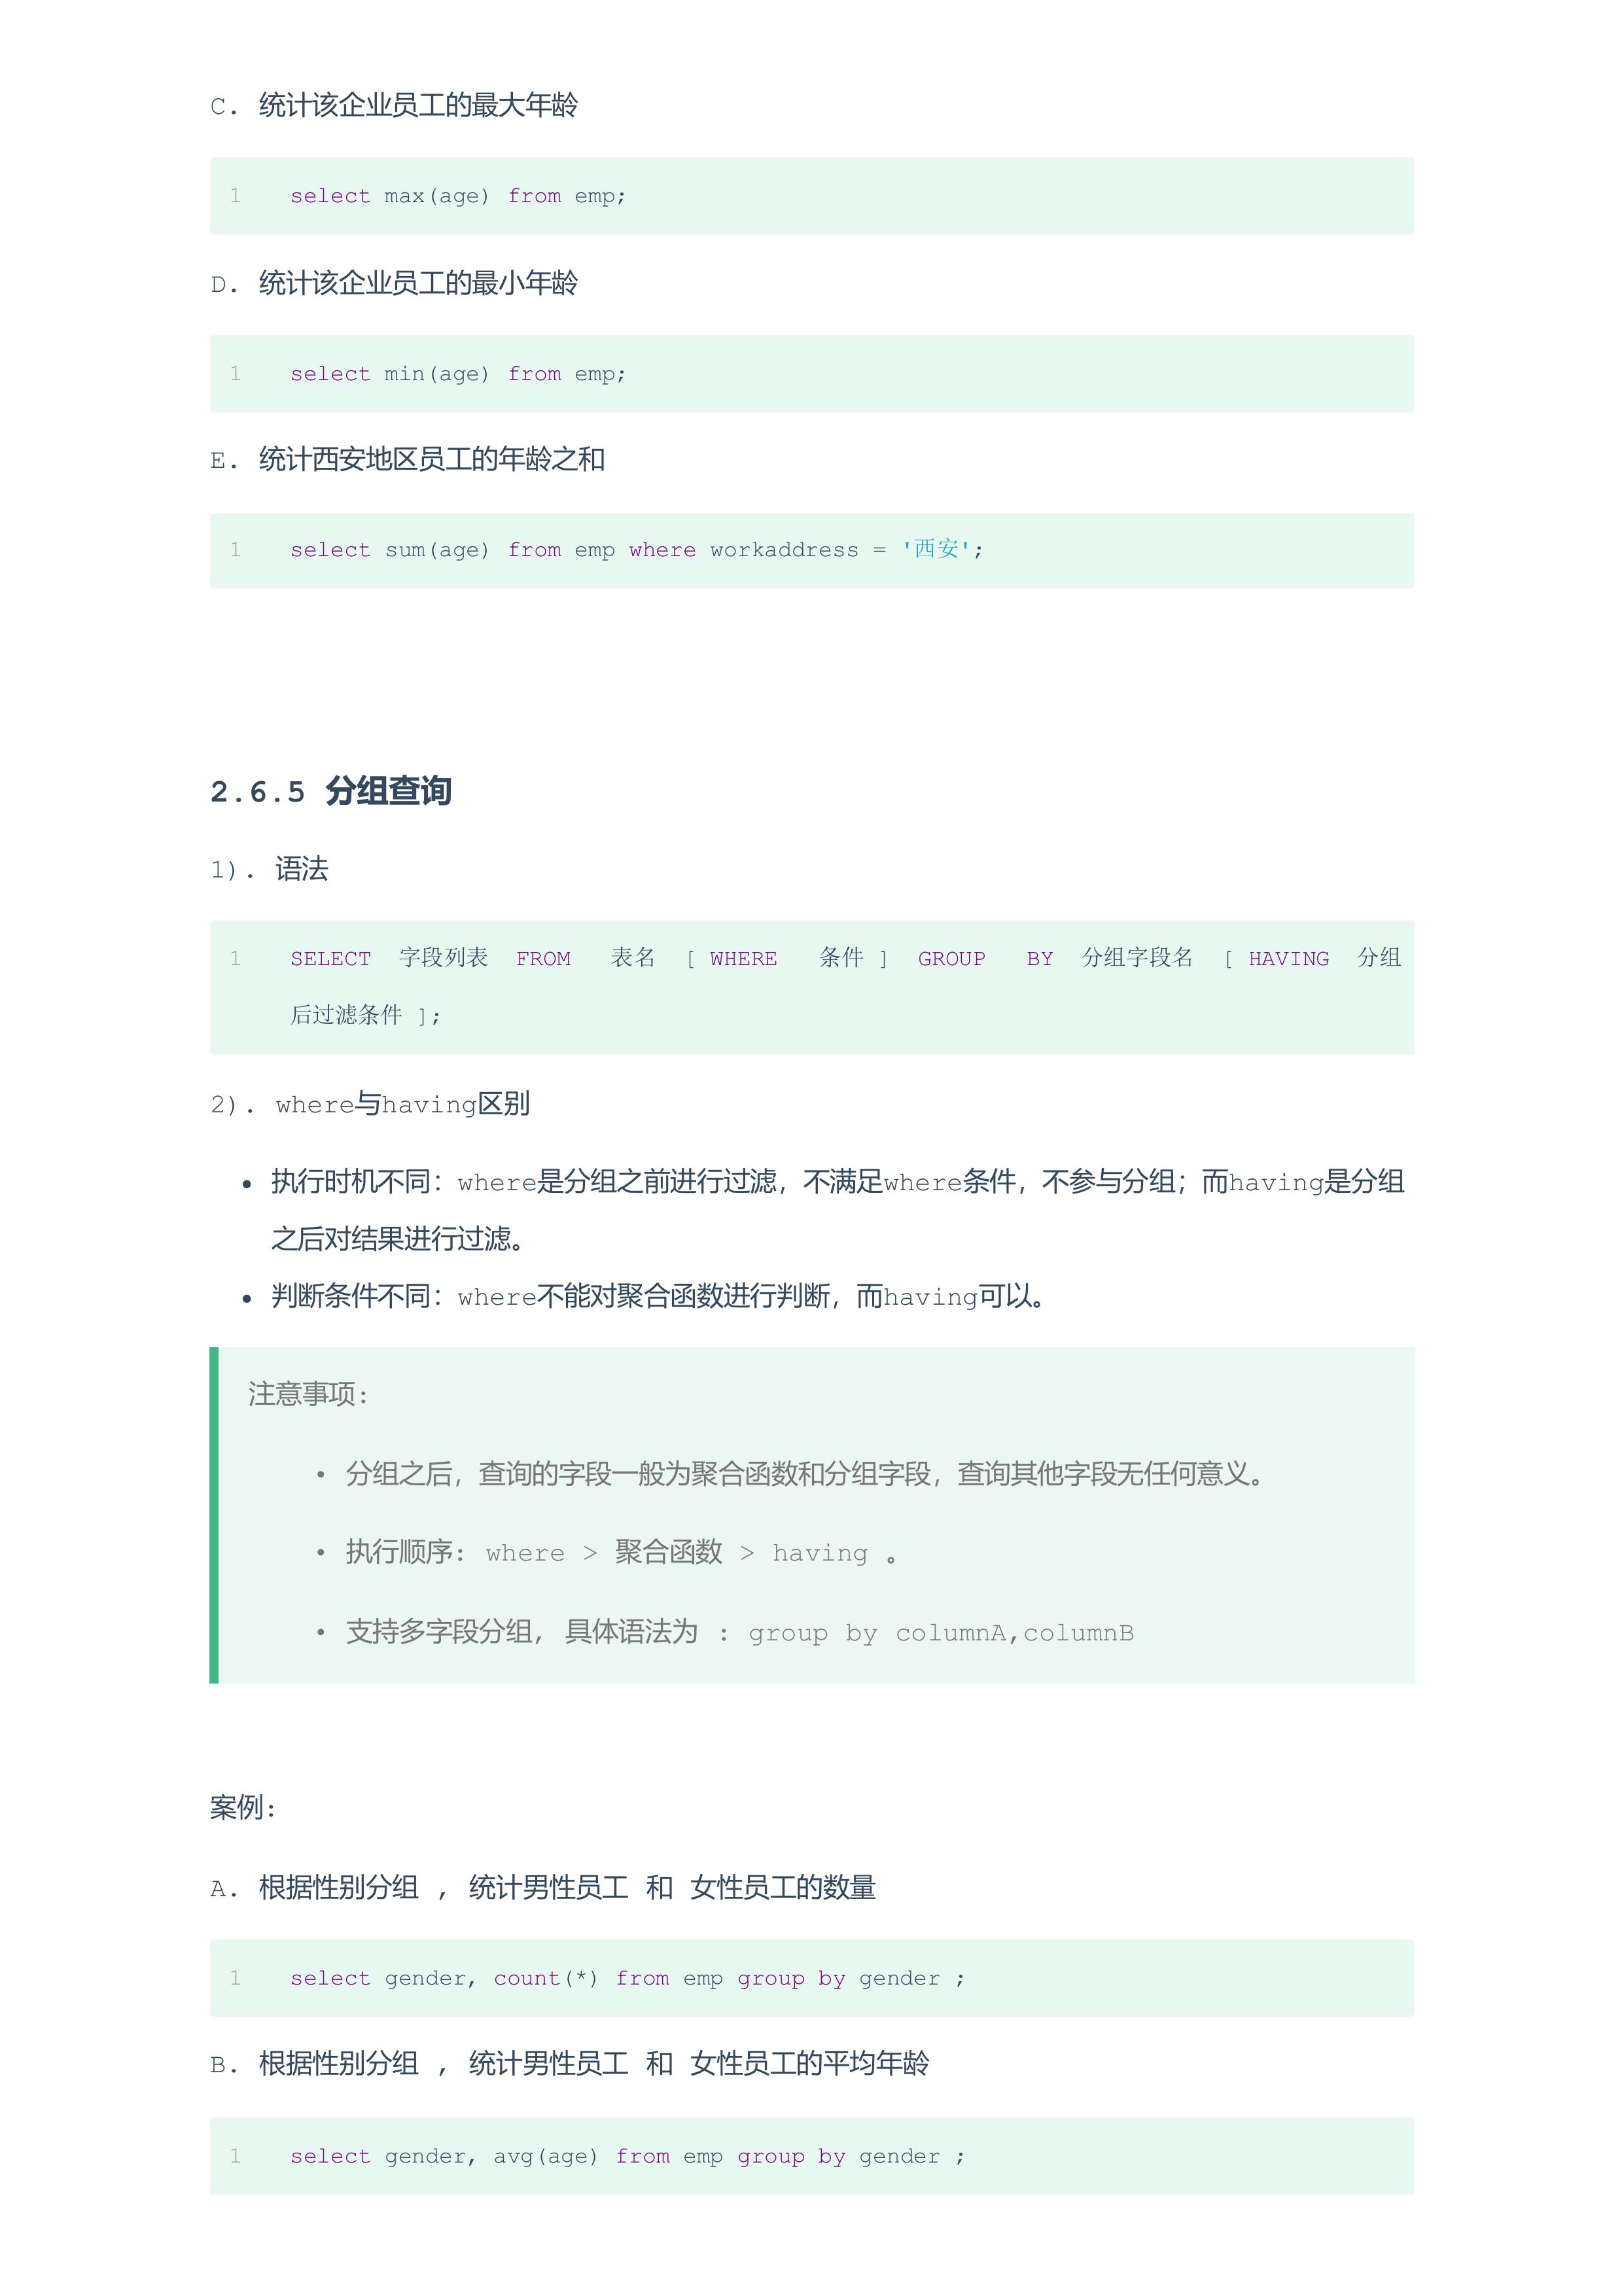 C. 统计该企业员工的最大年龄
1 select max(age) from emp;
D. 统计该企业员工的最小年龄
1 select min(age) from emp;
E. 统计西安地区员工的年龄之和
1 select sum(age) from emp where workaddress = '西安';
2.6.5 分组查询
1). 语法
1 SELECT 字段列表 FROM 表名 [ WHERE 条件 ] GROUP BY 分组字段名 [ HAVING 分组
后过滤条件 ];
2). where与having区别
• 执行时机不同：where是分组之前进行过滤，不满足where条件，不参与分组；而having是分组
之后对结果进行过滤。
• 判断条件不同：where不能对聚合函数进行判断，而having可以。
注意事项:
• 分组之后，查询的字段一般为聚合函数和分组字段，查询其他字段无任何意义。
• 执行顺序: where > 聚合函数 > having 。
• 支持多字段分组, 具体语法为 : group by columnA,columnB
案例:
A. 根据性别分组 , 统计男性员工 和 女性员工的数量
1 select gender, count(*) from emp group by gender ;
B. 根据性别分组 , 统计男性员工 和 女性员工的平均年龄
1 select gender, avg(age) from emp group by gender ;